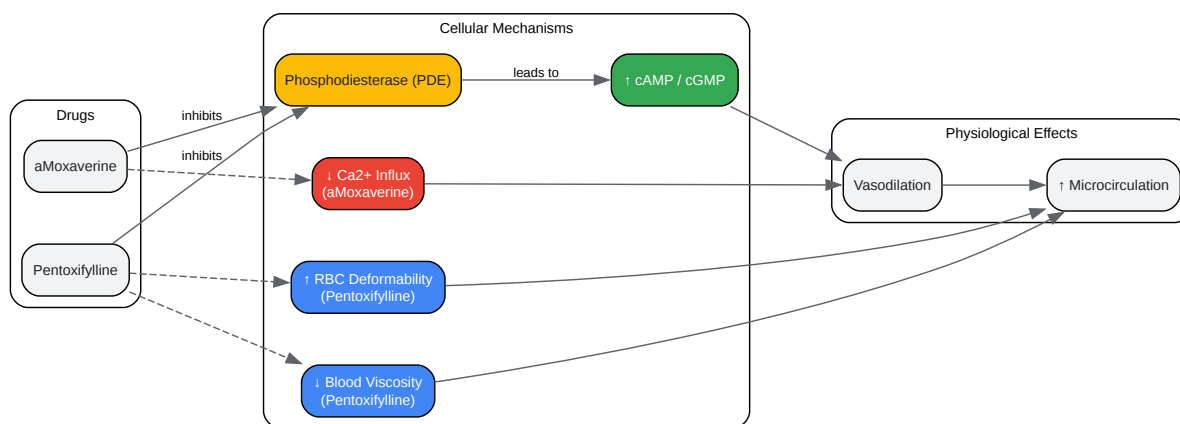 Cellular Mechanisms
Phosphodiesterase (PDE)
leads to
↑ cAMP / cGMP
Drugs
inhibits
aMoxaverine
inhibits
Physiological Effects
↓ Ca2+ Influx
(aMoxaverine)
Vasodilation
↑ Microcirculation
Pentoxifylline
↑ RBC Deformability
(Pentoxifylline)
↓ Blood Viscosity
(Pentoxifylline)